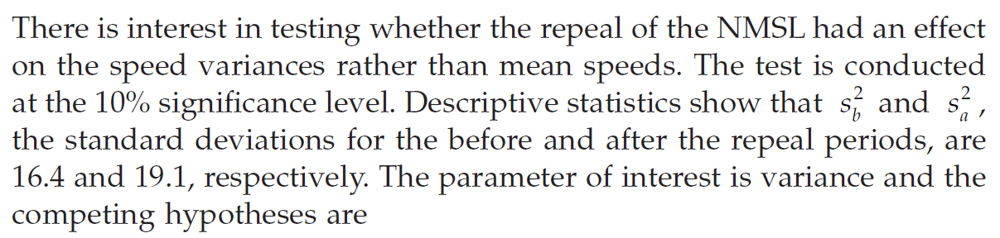 There is interest in testing whether the repeal of the NMSL had an effect
on the speed variances rather than mean speeds. The test is conducted
at the 10% significance level. Descriptive statistics show that $s_b^2$ and $s_a^2$,
the standard deviations for the before and after the repeal periods, are
16.4 and 19.1, respectively. The parameter of interest is variance and the
competing hypotheses are